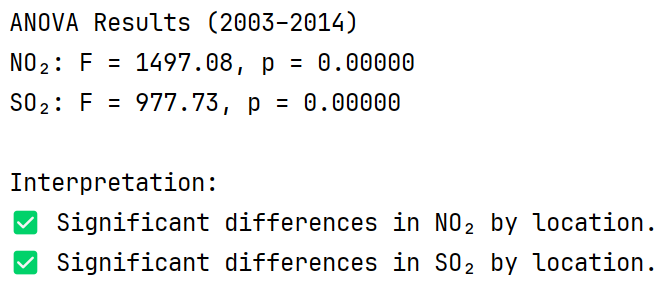 ANOVA Results (2003–2014)
NO₂: F = 1497.08, p = 0.00000
SO₂: F = 977.73, p = 0.00000
Interpretation:
✅ Significant differences in NO₂ by location.
✅ Significant differences in SO₂ by location.